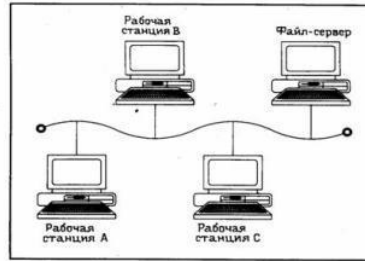 Рабочая
станция В
Файл-сервер
Рабочая
станция А
Рабочая
станция С